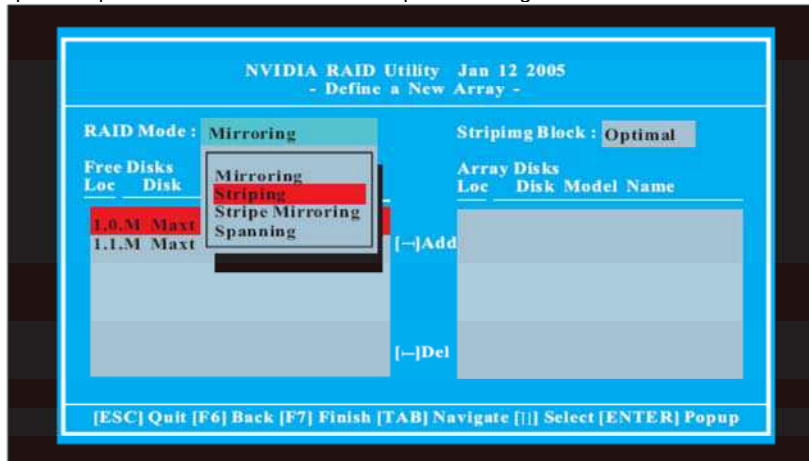 NVIDIA RAID Utility Jan 12 2005
- Define a New Array -
RAID Mode : Mirroring
Stripimg Block : Optimal
Free Disks
Loc Disk
Mirroring
Striping
Stripe Mirroring
Spanning
Array Disks
Loc Disk Model Name
1.0.M Maxt
1.1.M Maxt
[→]Add
[←]Del
[ESC] Quit [F6] Back [F7] Finish [TAB] Navigate [↑↓] Select [ENTER] Popup